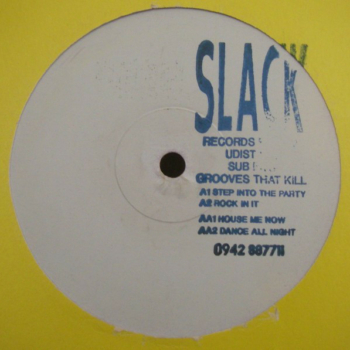 SLACK
RECORDS
UDIST
SUB
GROOVES THAT KILL
A1 STEP INTO THE PARTY
A2 ROCK IN IT
AA1 HOUSE ME NOW
AA2 DANCE ALL NIGHT
0942 887711